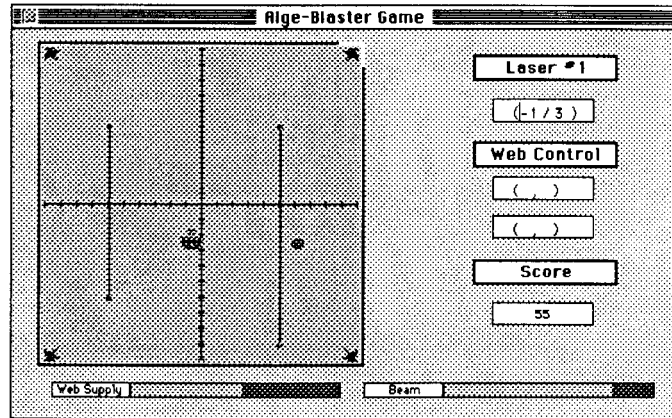 Alge-Blaster Game
Laser #1
(-1 / 3 )
Web Control
( , )
( , )
Score
55
Web Supply
Beam